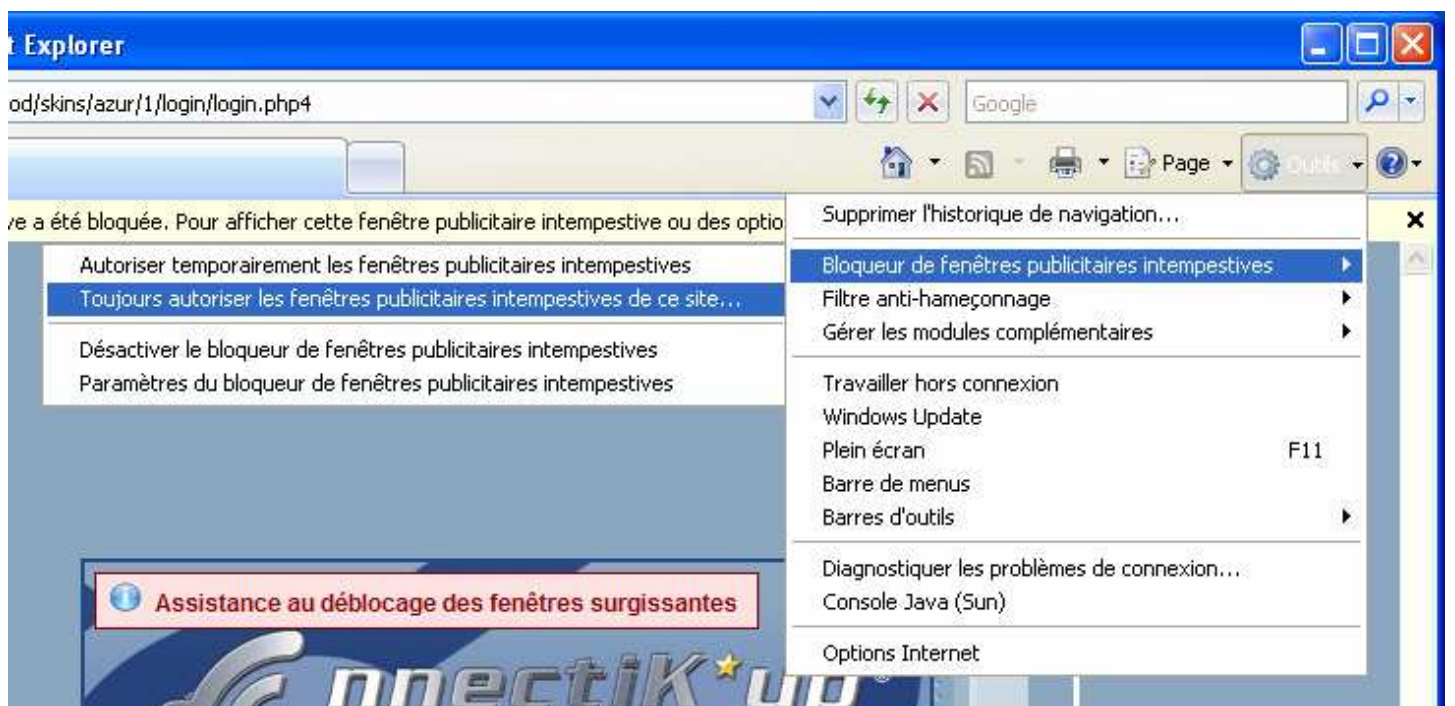 t Explorer
od/skins/azur/1/login/login.php4
Google
Page
Outils
ve a été bloquée. Pour afficher cette fenêtre publicitaire intempestive ou des optio
Autoriser temporairement les fenêtres publicitaires intempestives
Toujours autoriser les fenêtres publicitaires intempestives de ce site...
Désactiver le bloqueur de fenêtres publicitaires intempestives
Paramètres du bloqueur de fenêtres publicitaires intempestives
Supprimer l'historique de navigation...
Bloqueur de fenêtres publicitaires intempestives
Filtre anti-hameçonnage
Gérer les modules complémentaires
Travailler hors connexion
Windows Update
Plein écran F11
Barre de menus
Barres d'outils
Diagnostiquer les problèmes de connexion...
Console Java (Sun)
Options Internet
Assistance au déblocage des fenêtres surgissantes
nnectiK*up